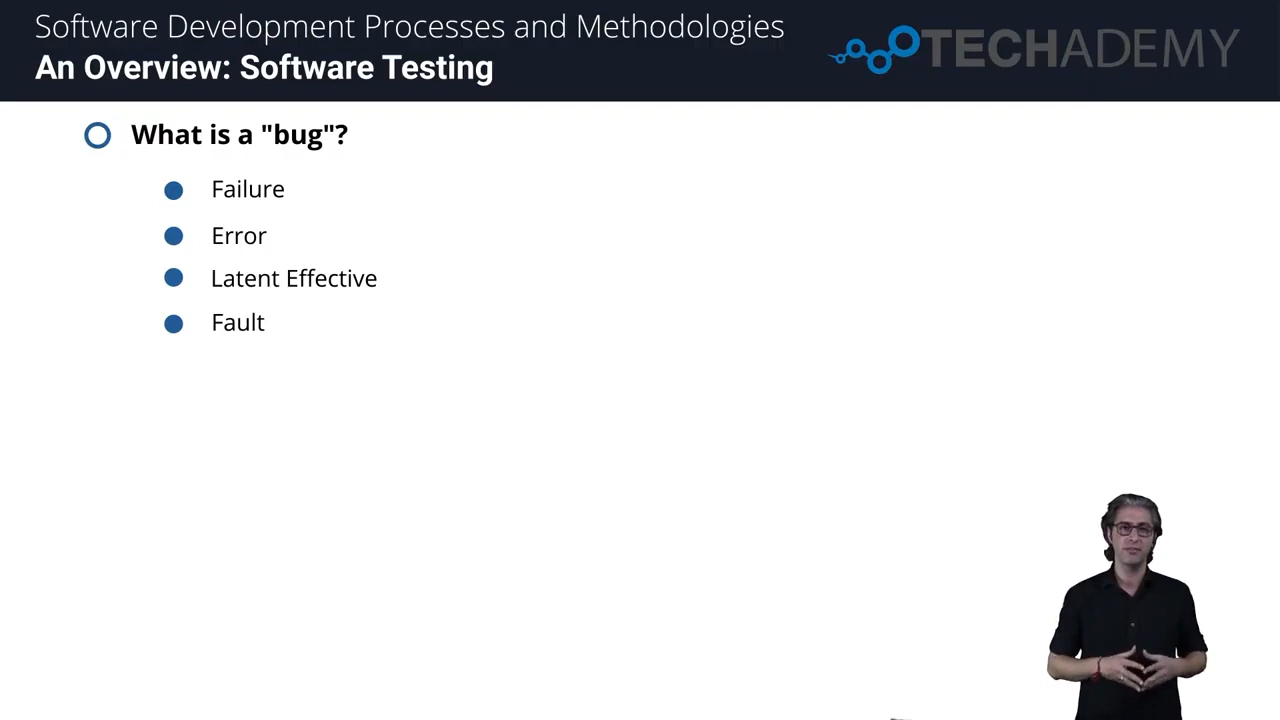 Software Development Processes and Methodologies
An Overview: Software Testing
TECHADEMY
What is a "bug"?
Failure
Error
Latent Effective
Fault